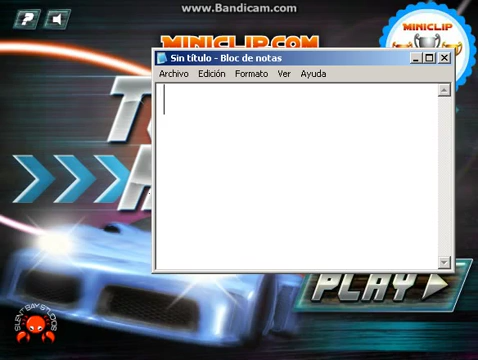 www.Bandicam.com
?
MINICLIP.COM
MINICLIP
Sin título - Bloc de notas
Archivo Edición Formato Ver Ayuda
PLAY